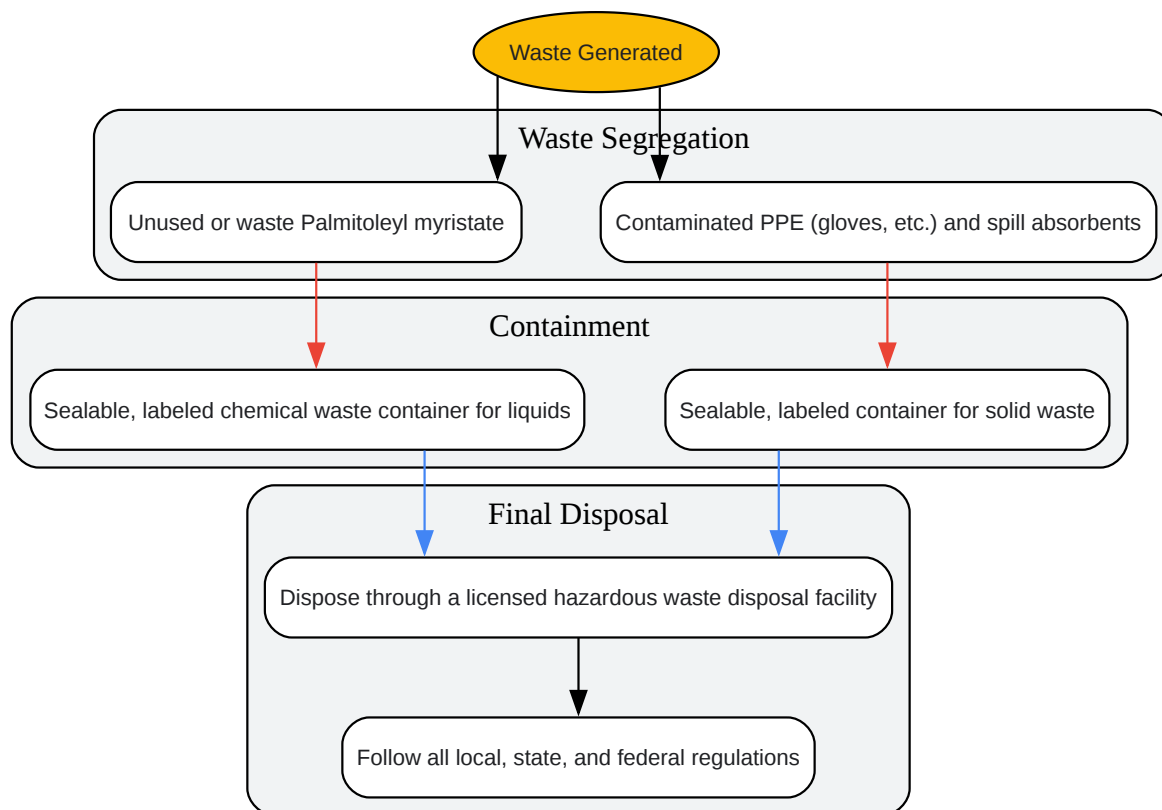 Waste Generated
Waste Segregation
Unused or waste Palmitoleyl myristate
Contaminated PPE (gloves, etc.) and spill absorbents
Containment
Sealable, labeled chemical waste container for liquids
Sealable, labeled container for solid waste
Final Disposal
Dispose through a licensed hazardous waste disposal facility
Follow all local, state, and federal regulations